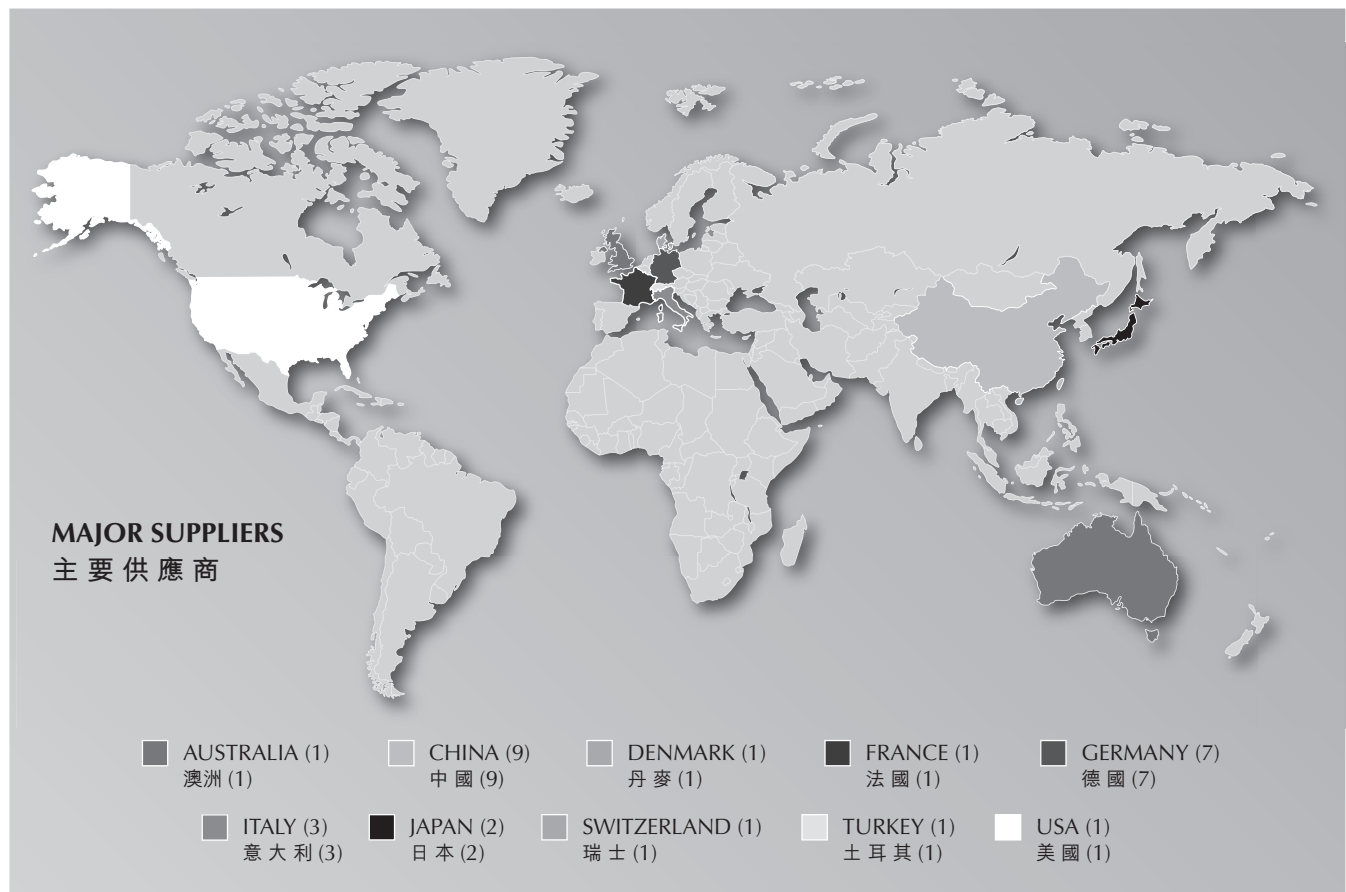 MAJOR SUPPLIERS
主要供應商
AUSTRALIA (1)
澳洲 (1)
CHINA (9)
中國 (9)
DENMARK (1)
丹麥 (1)
FRANCE (1)
法國 (1)
GERMANY (7)
德國 (7)
ITALY (3)
意大利 (3)
JAPAN (2)
日本 (2)
SWITZERLAND (1)
瑞士 (1)
TURKEY (1)
土耳其 (1)
USA (1)
美國 (1)